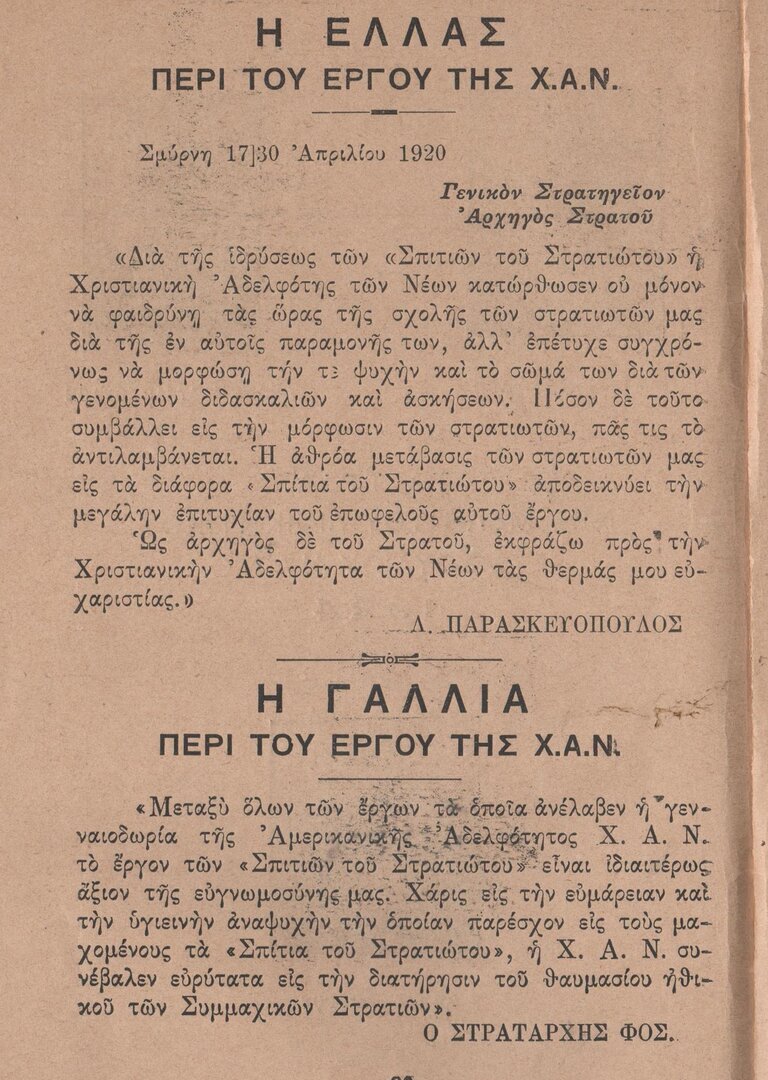 Η ΕΛΛΑΣ
ΠΕΡΙ ΤΟΥ ΕΡΓΟΥ ΤΗΣ Χ.Α.Ν.
Σμύρνη 17]30 Ἀπριλίου 1920
Γενικὸν Στρατηγεῖον
Ἀρχηγὸς Στρατοῦ
«Διὰ τῆς ἱδρύσεως τῶν «Σπιτιῶν τοῦ Στρατιώτου» ἡ
Χριστιανικὴ Ἀδελφότης τῶν Νέων κατώρθωσεν οὐ μόνον
νὰ φαιδρύνῃ τὰς ὥρας τῆς σχολῆς τῶν στρατιωτῶν μας
διὰ τῆς ἐν αὐτοῖς παραμονῆς των, ἀλλ' ἐπέτυχε συγχρό-
νως νὰ μορφώσῃ τήν τε ψυχὴν καὶ τὸ σῶμά των διὰ τῶν
γενομένων διδασκαλιῶν καὶ ἀσκήσεων. Πόσον δὲ τοῦτο
συμβάλλει εἰς τὴν μόρφωσιν τῶν στρατιωτῶν, πᾶς τις τὸ
ἀντιλαμβάνεται. Ἡ ἀθρόα μετάβασις τῶν στρατιωτῶν μας
εἰς τὰ διάφορα «Σπίτια τοῦ Στρατιώτου» ἀποδεικνύει τὴν
μεγάλην ἐπιτυχίαν τοῦ ἐπωφελοῦς αὐτοῦ ἔργου.
Ὡς ἀρχηγὸς δὲ τοῦ Στρατοῦ, ἐκφράζω πρὸς τὴν
Χριστιανικὴν Ἀδελφότητα τῶν Νέων τὰς θερμάς μου εὐ-
χαριστίας.»
Λ. ΠΑΡΑΣΚΕΥΟΠΟΥΛΟΣ
Η ΓΑΛΛΙΑ
ΠΕΡΙ ΤΟΥ ΕΡΓΟΥ ΤΗΣ Χ.Α.Ν.
«Μεταξὺ ὅλων τῶν ἔργων τὰ ὁποῖα ἀνέλαβεν ἡ γεν-
ναιοδωρία τῆς Ἀμερικανικῆς Ἀδελφότητος Χ. Α. Ν.
τὸ ἔργον τῶν «Σπιτιῶν τοῦ Στρατιώτου» εἶναι ἰδιαιτέρως
ἄξιον τῆς εὐγνωμοσύνης μας. Χάρις εἰς τὴν εὐμάρειαν καὶ
τὴν ὑγιεινὴν ἀναψυχὴν τὴν ὁποίαν παρέσχον εἰς τοὺς μα-
χομένους τὰ «Σπίτια τοῦ Στρατιώτου», ἡ Χ. Α. Ν. συ-
νέβαλεν εὐρύτατα εἰς τὴν διατήρησιν τοῦ θαυμασίου ἠθι-
κοῦ τῶν Συμμαχικῶν Στρατιῶν».
Ο ΣΤΡΑΤΑΡΧΗΣ ΦΟΣ.